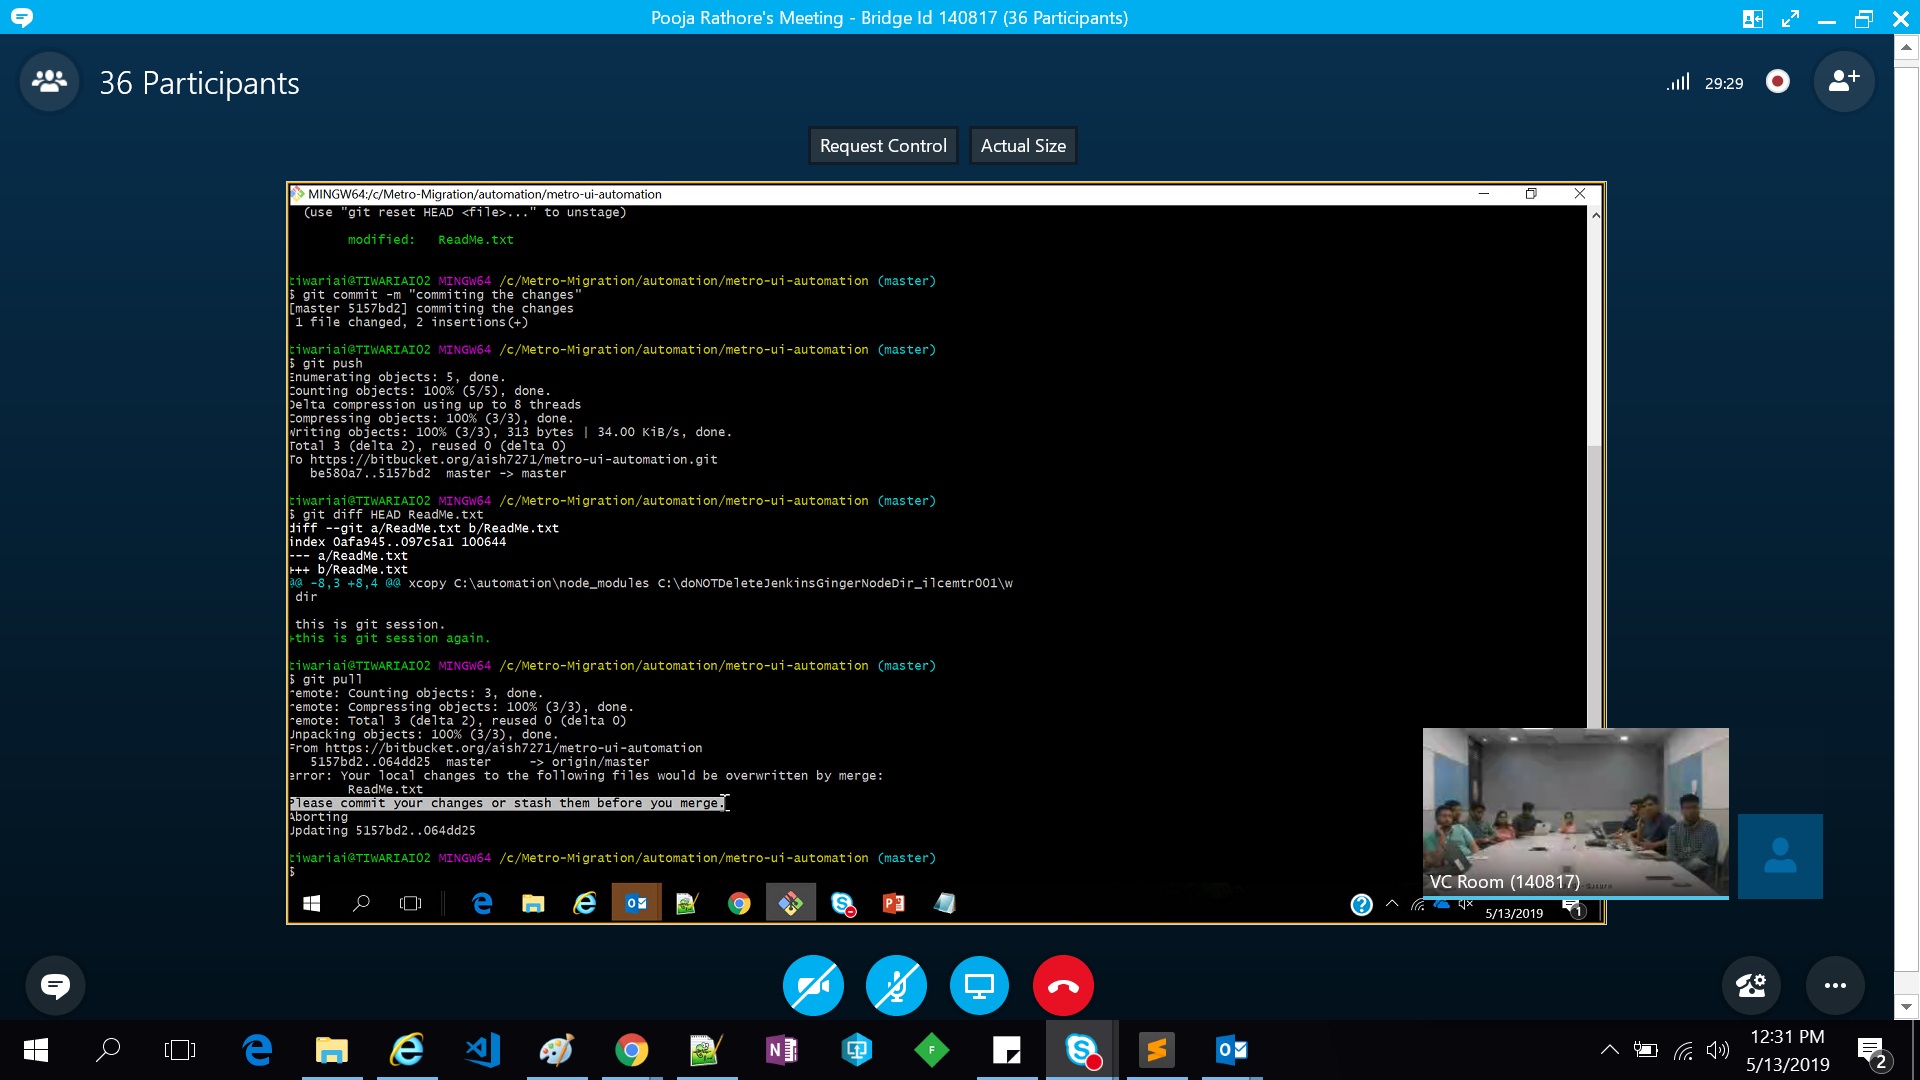 Pooja Rathore's Meeting - Bridge Id 140817 (36 Participants)
36 Participants
29:29
Request Control
Actual Size
MINGW64:/c/Metro-Migration/automation/metro-ui-automation
(use "git reset HEAD <file>..." to unstage)
modified: ReadMe.txt
tiwariai@TIWARIAI02 MINGW64 /c/Metro-Migration/automation/metro-ui-automation (master)
$ git commit -m "commiting the changes"
[master 5157bd2] commiting the changes
1 file changed, 2 insertions(+)
tiwariai@TIWARIAI02 MINGW64 /c/Metro-Migration/automation/metro-ui-automation (master)
$ git push
Enumerating objects: 5, done.
Counting objects: 100% (5/5), done.
Delta compression using up to 8 threads
Compressing objects: 100% (3/3), done.
Writing objects: 100% (3/3), 313 bytes | 34.00 KiB/s, done.
Total 3 (delta 2), reused 0 (delta 0)
To https://bitbucket.org/aish7271/metro-ui-automation.git
be580a7..5157bd2 master -> master
tiwariai@TIWARIAI02 MINGW64 /c/Metro-Migration/automation/metro-ui-automation (master)
$ git diff HEAD ReadMe.txt
diff --git a/ReadMe.txt b/ReadMe.txt
index 0afa945..097c5a1 100644
--- a/ReadMe.txt
+++ b/ReadMe.txt
@@ -8,3 +8,4 @@ xcopy C:\automation\node_modules C:\doNOTDeleteJenkinsGingerNodeDir_ilcemtr001\w
dir
this is git session.
+this is git session again.
tiwariai@TIWARIAI02 MINGW64 /c/Metro-Migration/automation/metro-ui-automation (master)
$ git pull
remote: Counting objects: 3, done.
remote: Compressing objects: 100% (3/3), done.
remote: Total 3 (delta 2), reused 0 (delta 0)
Unpacking objects: 100% (3/3), done.
From https://bitbucket.org/aish7271/metro-ui-automation
5157bd2..064dd25 master -> origin/master
error: Your local changes to the following files would be overwritten by merge:
ReadMe.txt
Please commit your changes or stash them before you merge.
Aborting
Updating 5157bd2..064dd25
tiwariai@TIWARIAI02 MINGW64 /c/Metro-Migration/automation/metro-ui-automation (master)
$
VC Room (140817)
5/13/2019
1
12:31 PM
5/13/2019
2